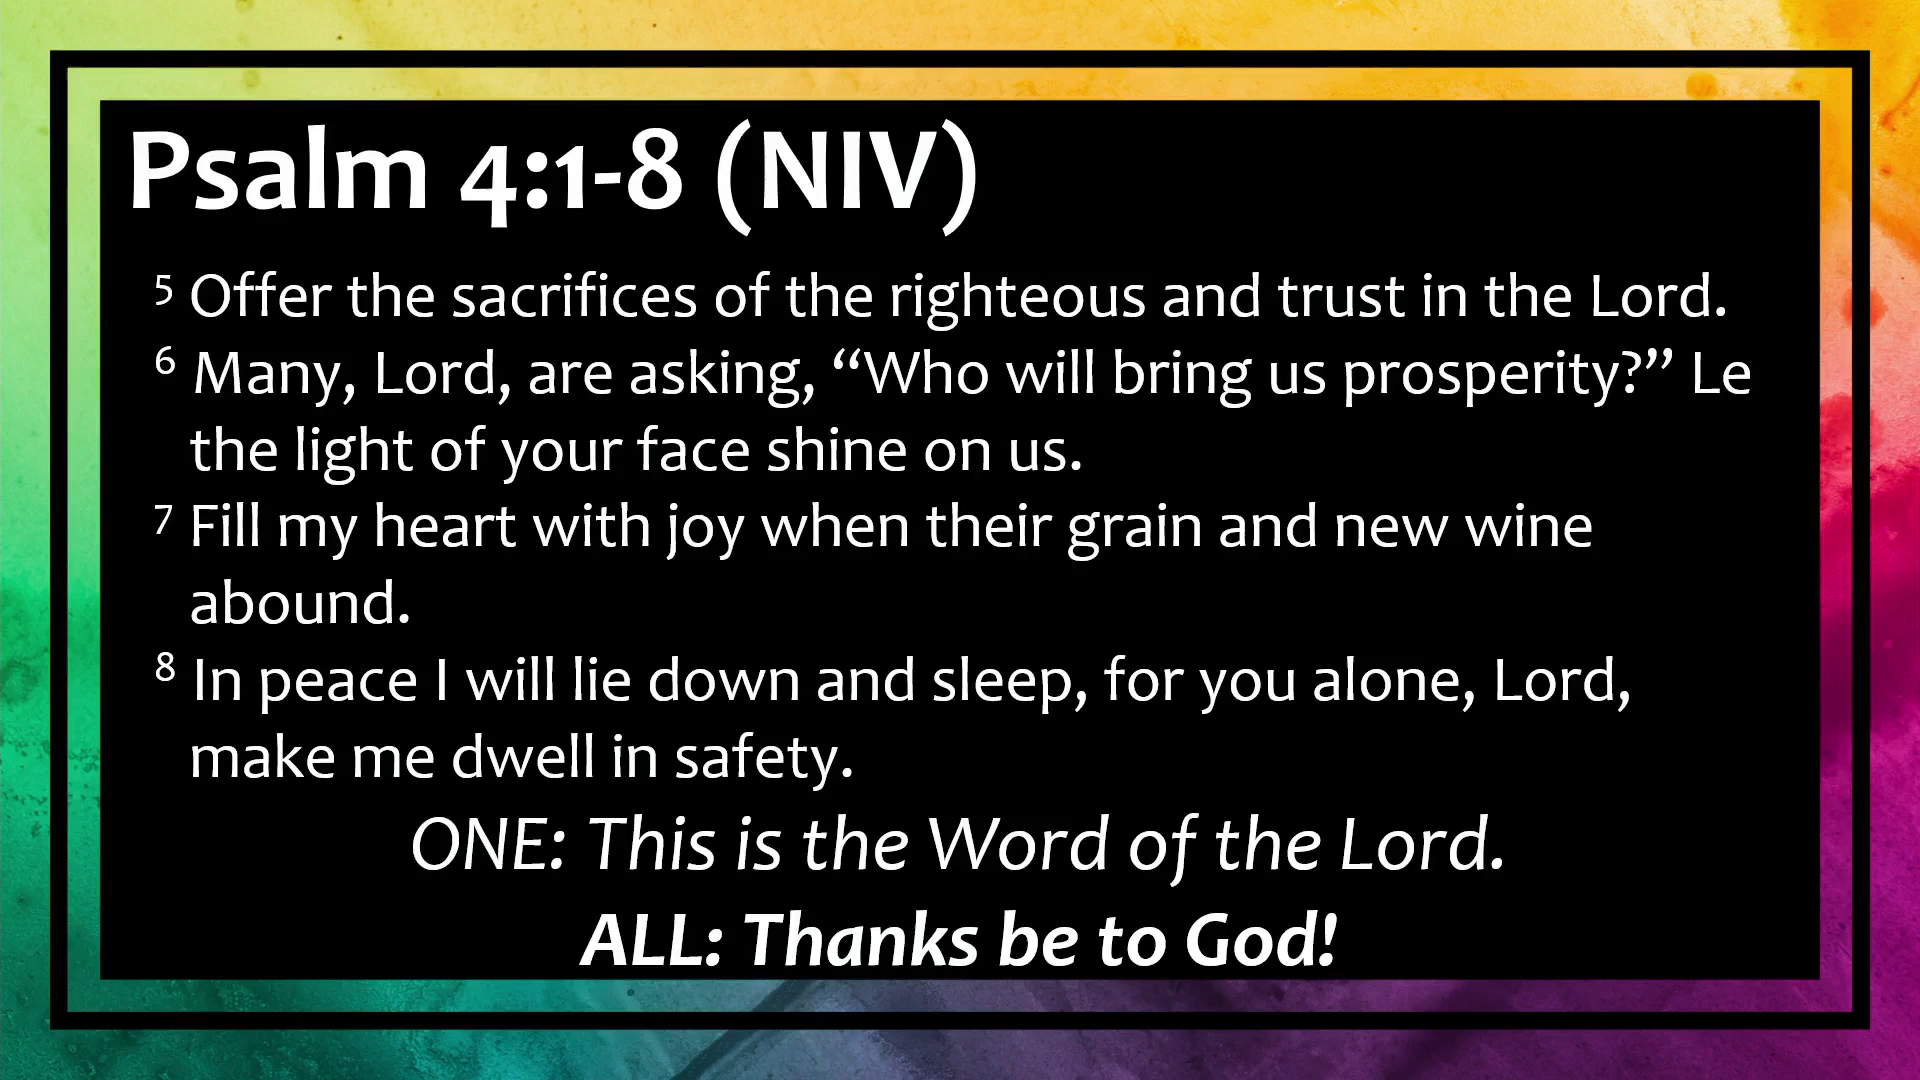 Psalm 4:1-8 (NIV)
5 Offer the sacrifices of the righteous and trust in the Lord.
6 Many, Lord, are asking, “Who will bring us prosperity?” Le
the light of your face shine on us.
7 Fill my heart with joy when their grain and new wine
abound.
8 In peace I will lie down and sleep, for you alone, Lord,
make me dwell in safety.
ONE: This is the Word of the Lord.
ALL: Thanks be to God!